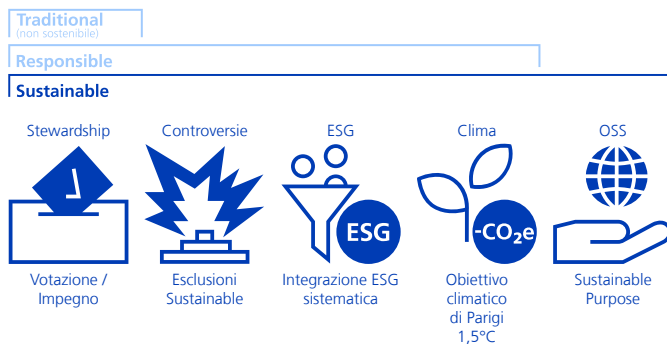 Traditional
(non sostenibile)
Responsible
Sustainable
Stewardship
Controversie
ESG
Clima
OSS
ESG
-CO₂e
Votazione /
Impegno
Esclusioni
Sustainable
Integrazione ESG
sistematica
Obiettivo
climatico
di Parigi
1,5°C
Sustainable
Purpose